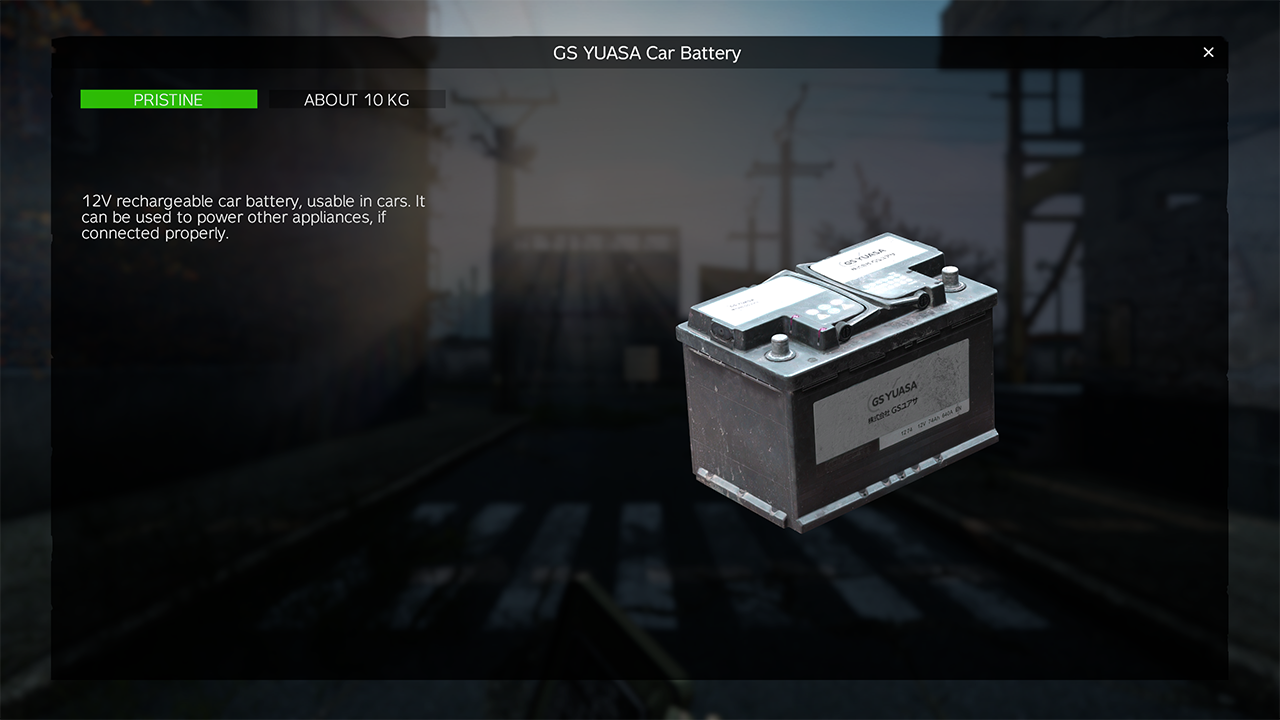 GS YUASA Car Battery
PRISTINE
ABOUT 10 KG
12V rechargeable car battery, usable in cars. It
can be used to power other appliances, if
connected properly.
GS YUASA
GS YUASA
株式会社 GSユアサ